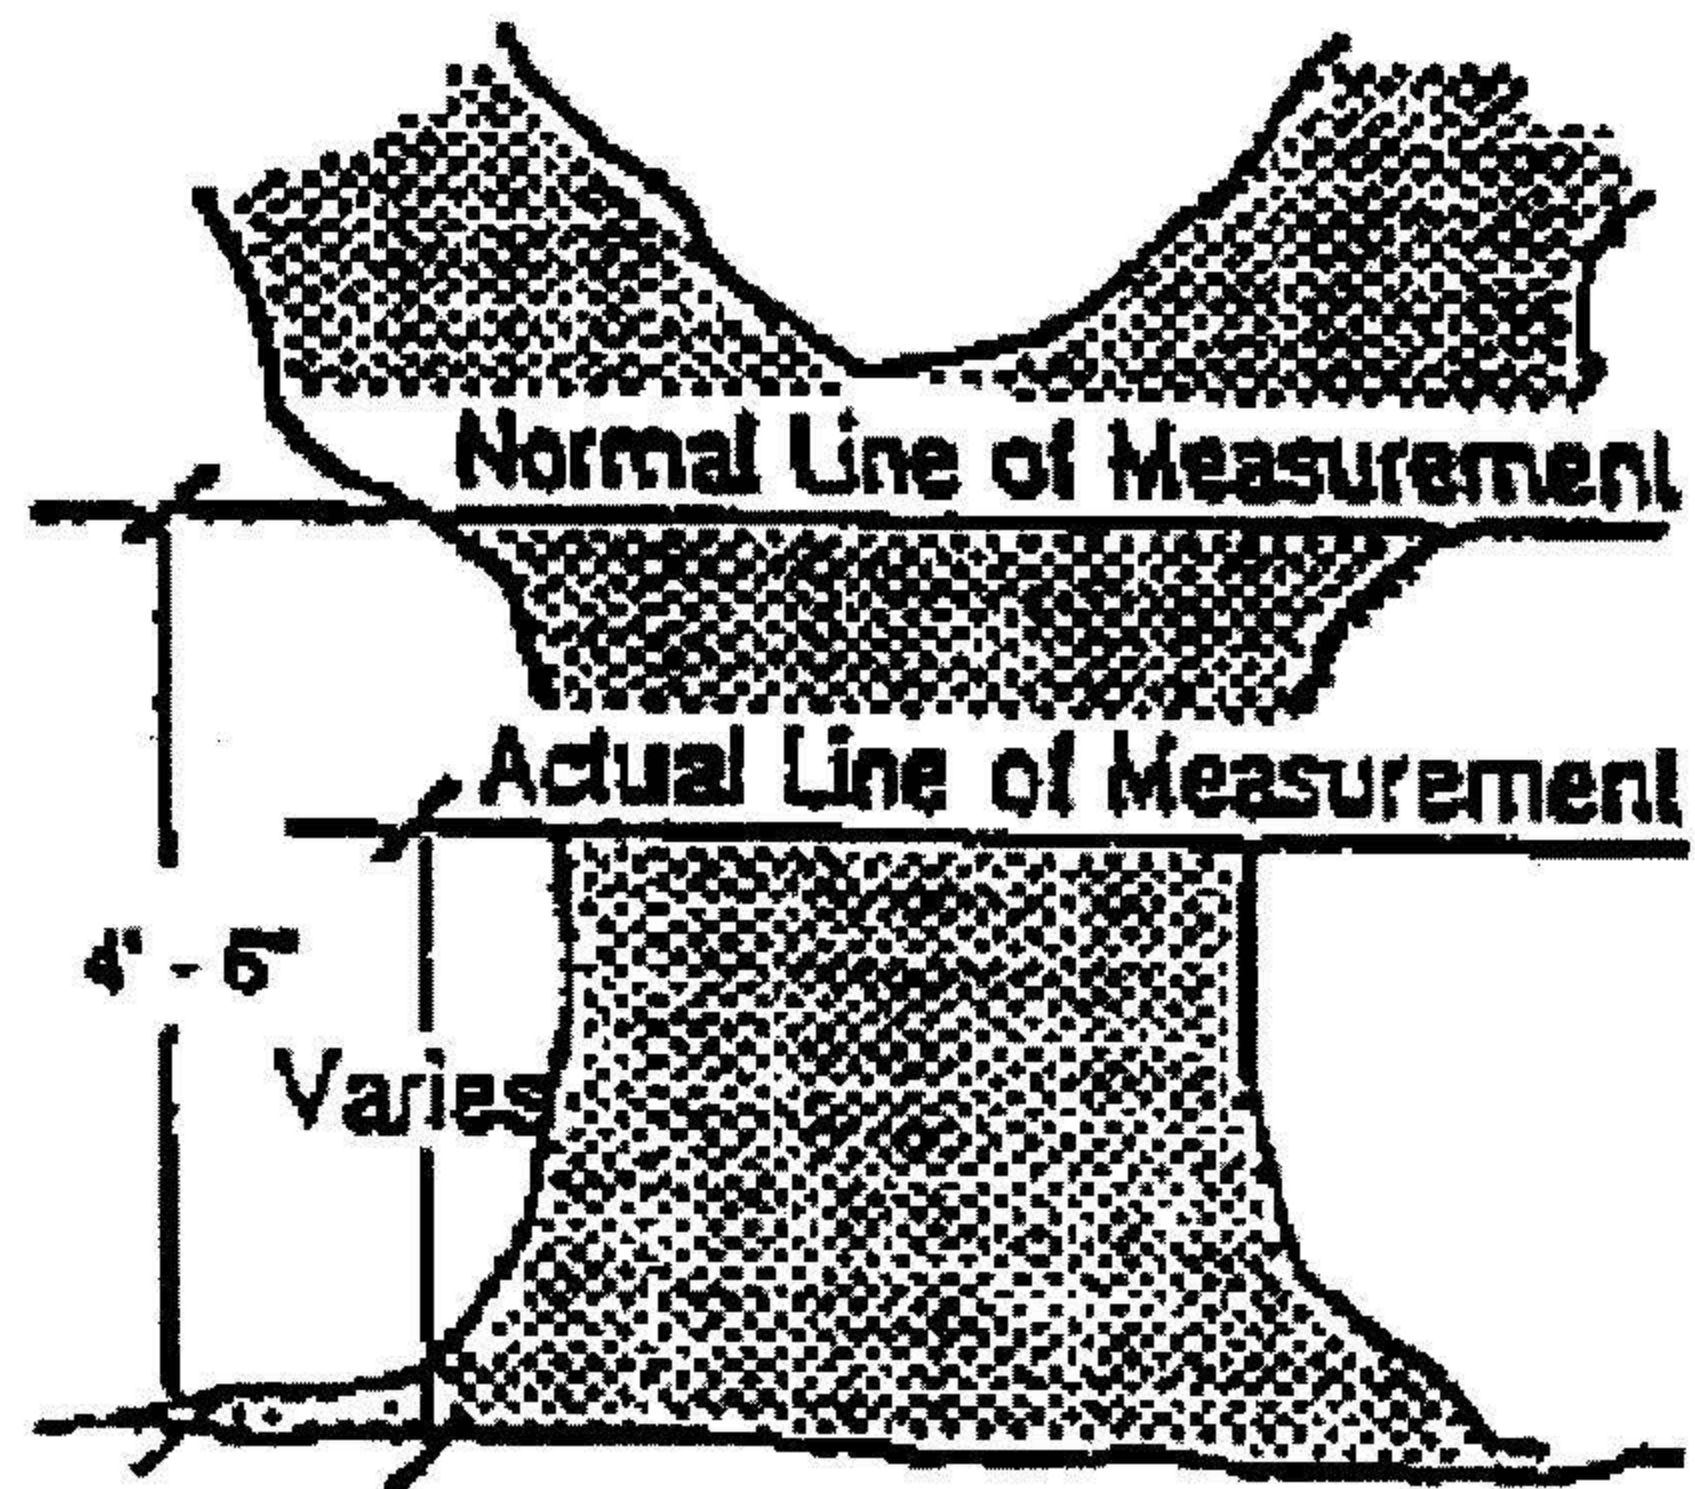 Normal Line of Measurement
Actual Line of Measurement
4' - 6"
Varies